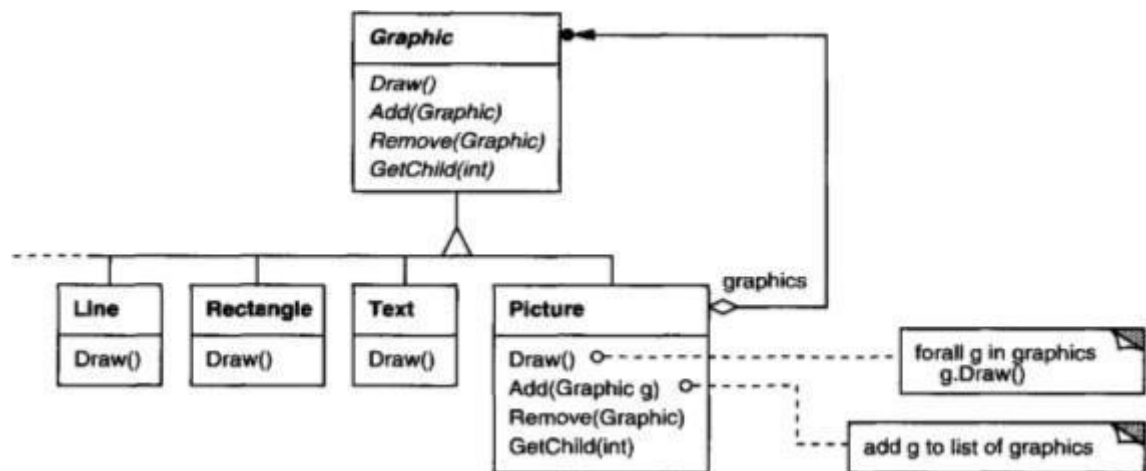 Graphic
Draw()
Add(Graphic)
Remove(Graphic)
GetChild(int)
graphics
Line
Draw()
Rectangle
Draw()
Text
Draw()
Picture
Draw()
Add(Graphic g)
Remove(Graphic)
GetChild(int)
forall g in graphics
g.Draw()
add g to list of graphics